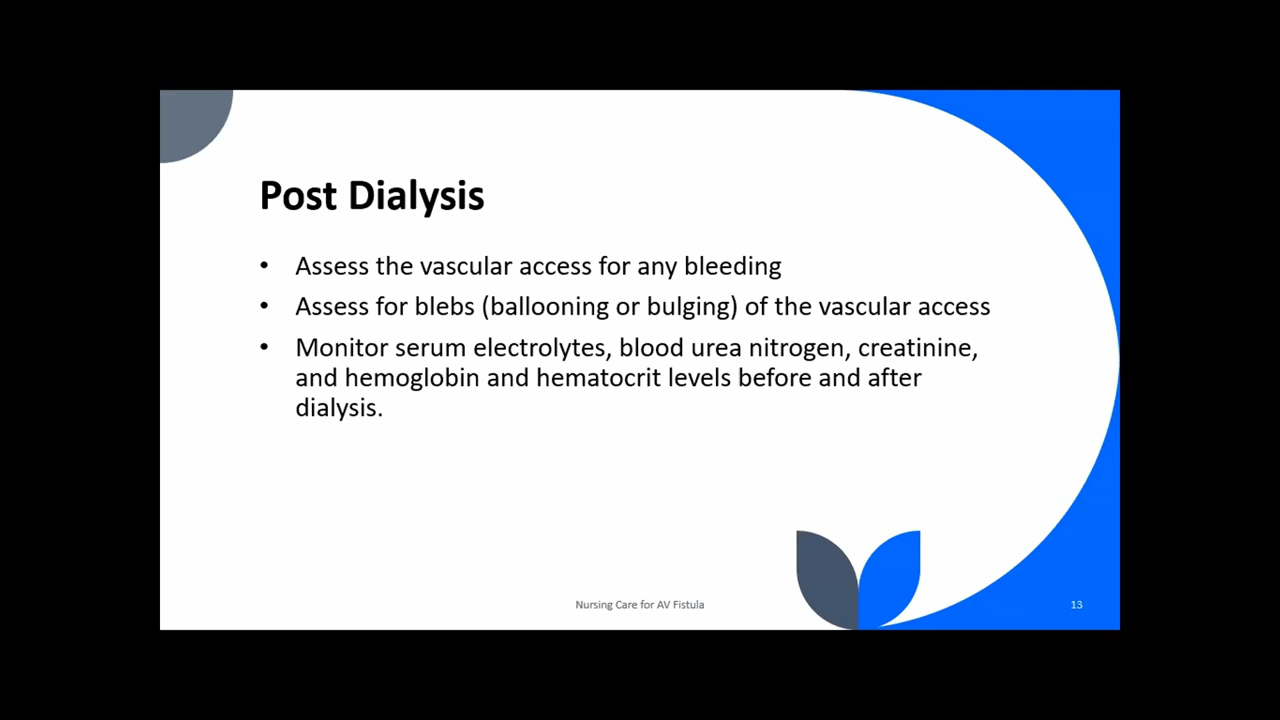 Post Dialysis
• Assess the vascular access for any bleeding
• Assess for blebs (ballooning or bulging) of the vascular access
• Monitor serum electrolytes, blood urea nitrogen, creatinine,
and hemoglobin and hematocrit levels before and after
dialysis.
Nursing Care for AV Fistula
13